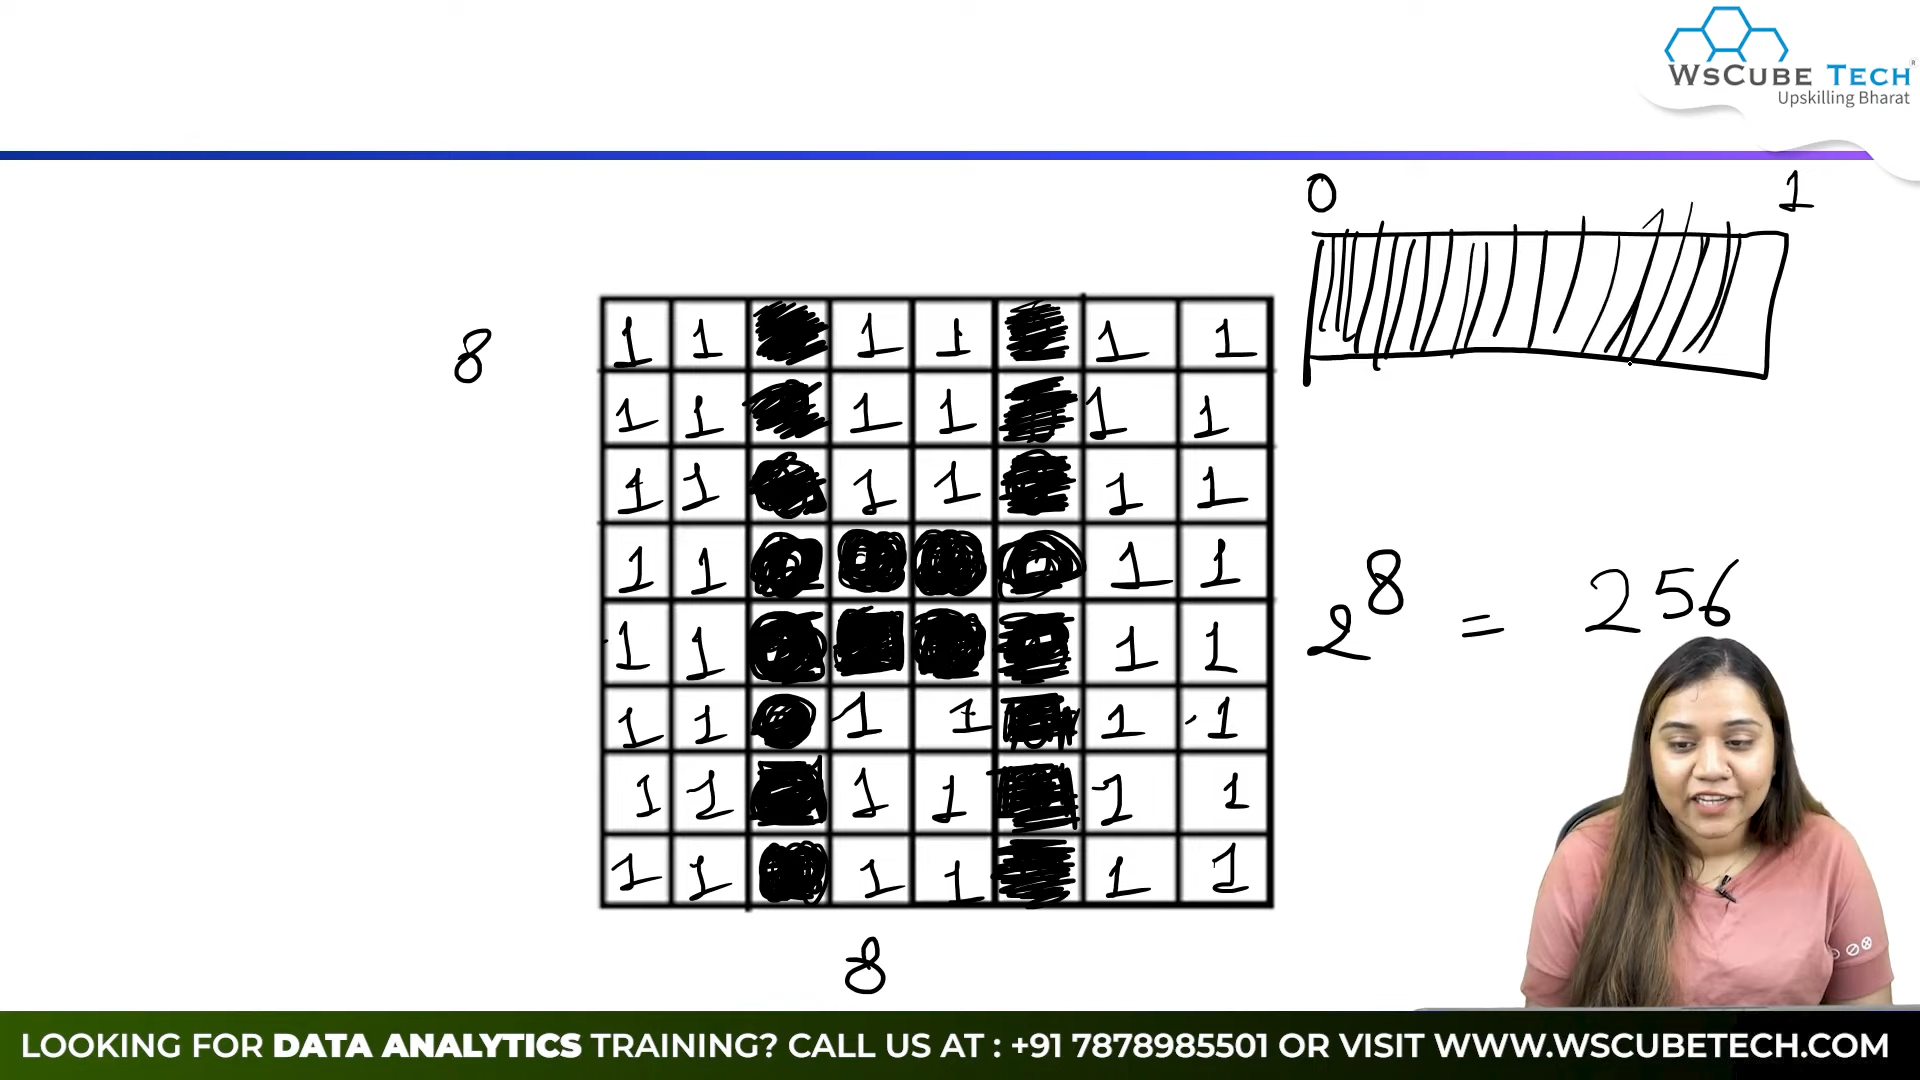 WSCUBE TECH
Upskilling Bharat
0 1
8
1 1 1 1 1 1
1 1 1 1 1 1
1 1 1 1 1 1
1 1 1 1
1 1 1 1
1 1 1 1 1 1
1 1 1 1 1 1
1 1 1 1 1 1
8
2⁸ = 256
LOOKING FOR DATA ANALYTICS TRAINING? CALL US AT : +91 7878985501 OR VISIT WWW.WSCUBETECH.COM